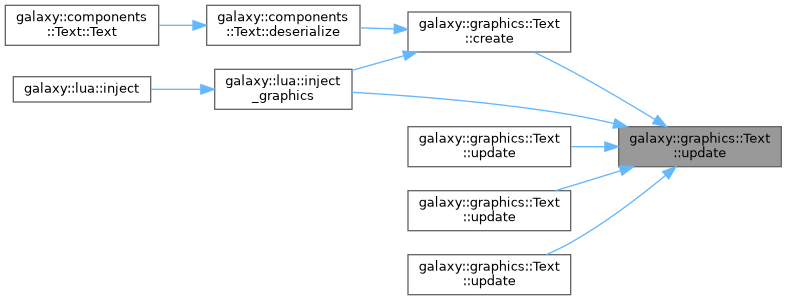 galaxy::components
::Text::Text
galaxy::components
::Text::deserialize
galaxy::graphics::Text
::create
galaxy::lua::inject
galaxy::lua::inject
_graphics
galaxy::graphics::Text
::update
galaxy::graphics::Text
::update
galaxy::graphics::Text
::update
galaxy::graphics::Text
::update